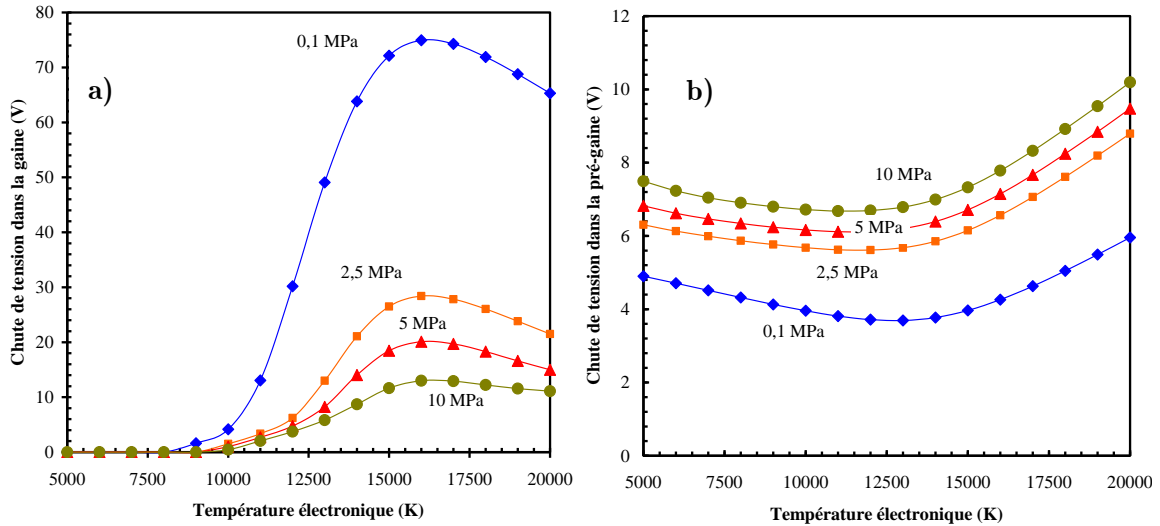 a)
Chute de tension dans la gaine (V)
80
70
60
50
40
30
20
10
0
0,1 MPa
2,5 MPa
5 MPa
10 MPa
5000 7500 10000 12500 15000 17500 20000
Température électronique (K)
b)
Chute de tension dans la pré-gaine (V)
12
10
8
6
4
2
0
10 MPa
5 MPa
2,5 MPa
0,1 MPa
5000 7500 10000 12500 15000 17500 20000
Température électronique (K)